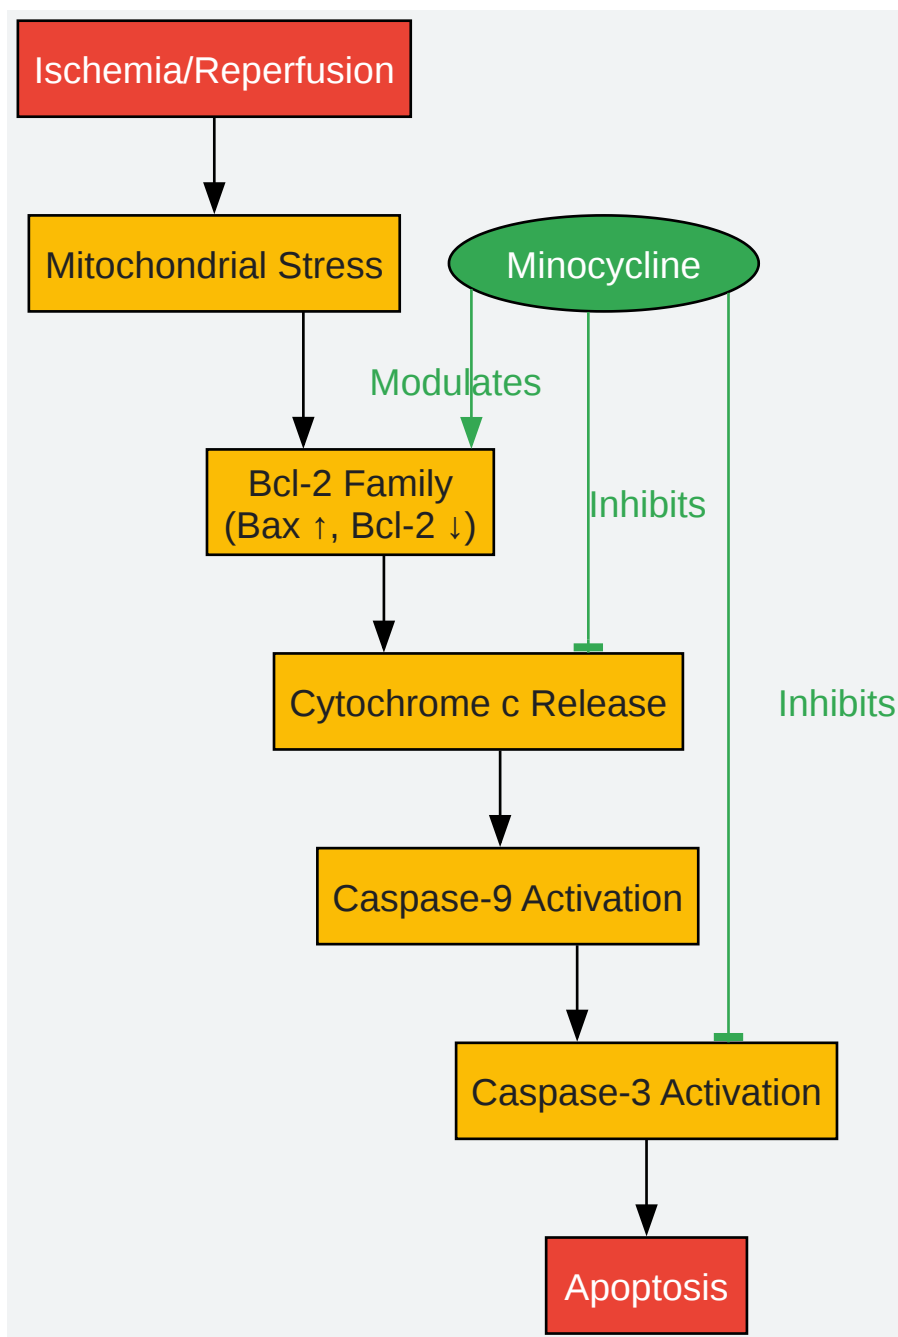 Ischemia/Reperfusion
Mitochondrial Stress
Minocycline
Modulates
Bcl-2 Family
(Bax ↑, Bcl-2 ↓)
Inhibits
Cytochrome c Release
Inhibits
Caspase-9 Activation
Caspase-3 Activation
Apoptosis